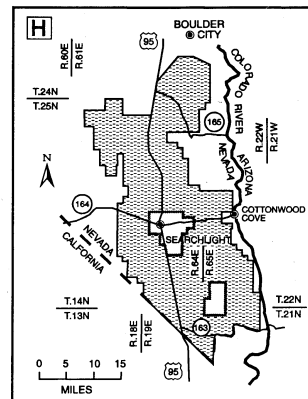 H
BOULDER
CITY
95
R.60E
R.61E
COLORADO RIVER
T.24N
T.25N
165
R.22W
R.21W
NEVADA
ARIZONA
N
164
COTTONWOOD
COVE
SEARCHLIGHT
NEVADA
CALIFORNIA
R.64E
R.65E
T.14N
T.13N
R.18E
R.19E
163
T.22N
T.21N
95
0 5 10 15
MILES